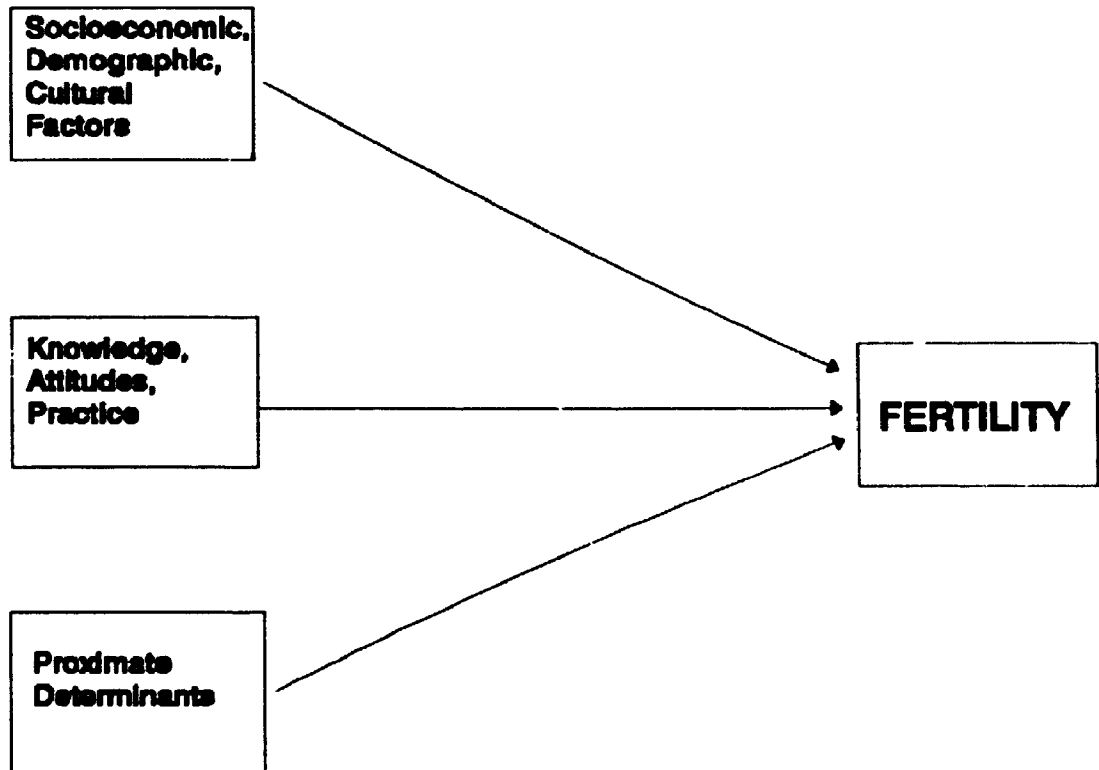 Socioeconomic,
Demographic,
Cultural
Factors
Knowledge,
Attitudes,
Practice
FERTILITY
Proximate
Determinants